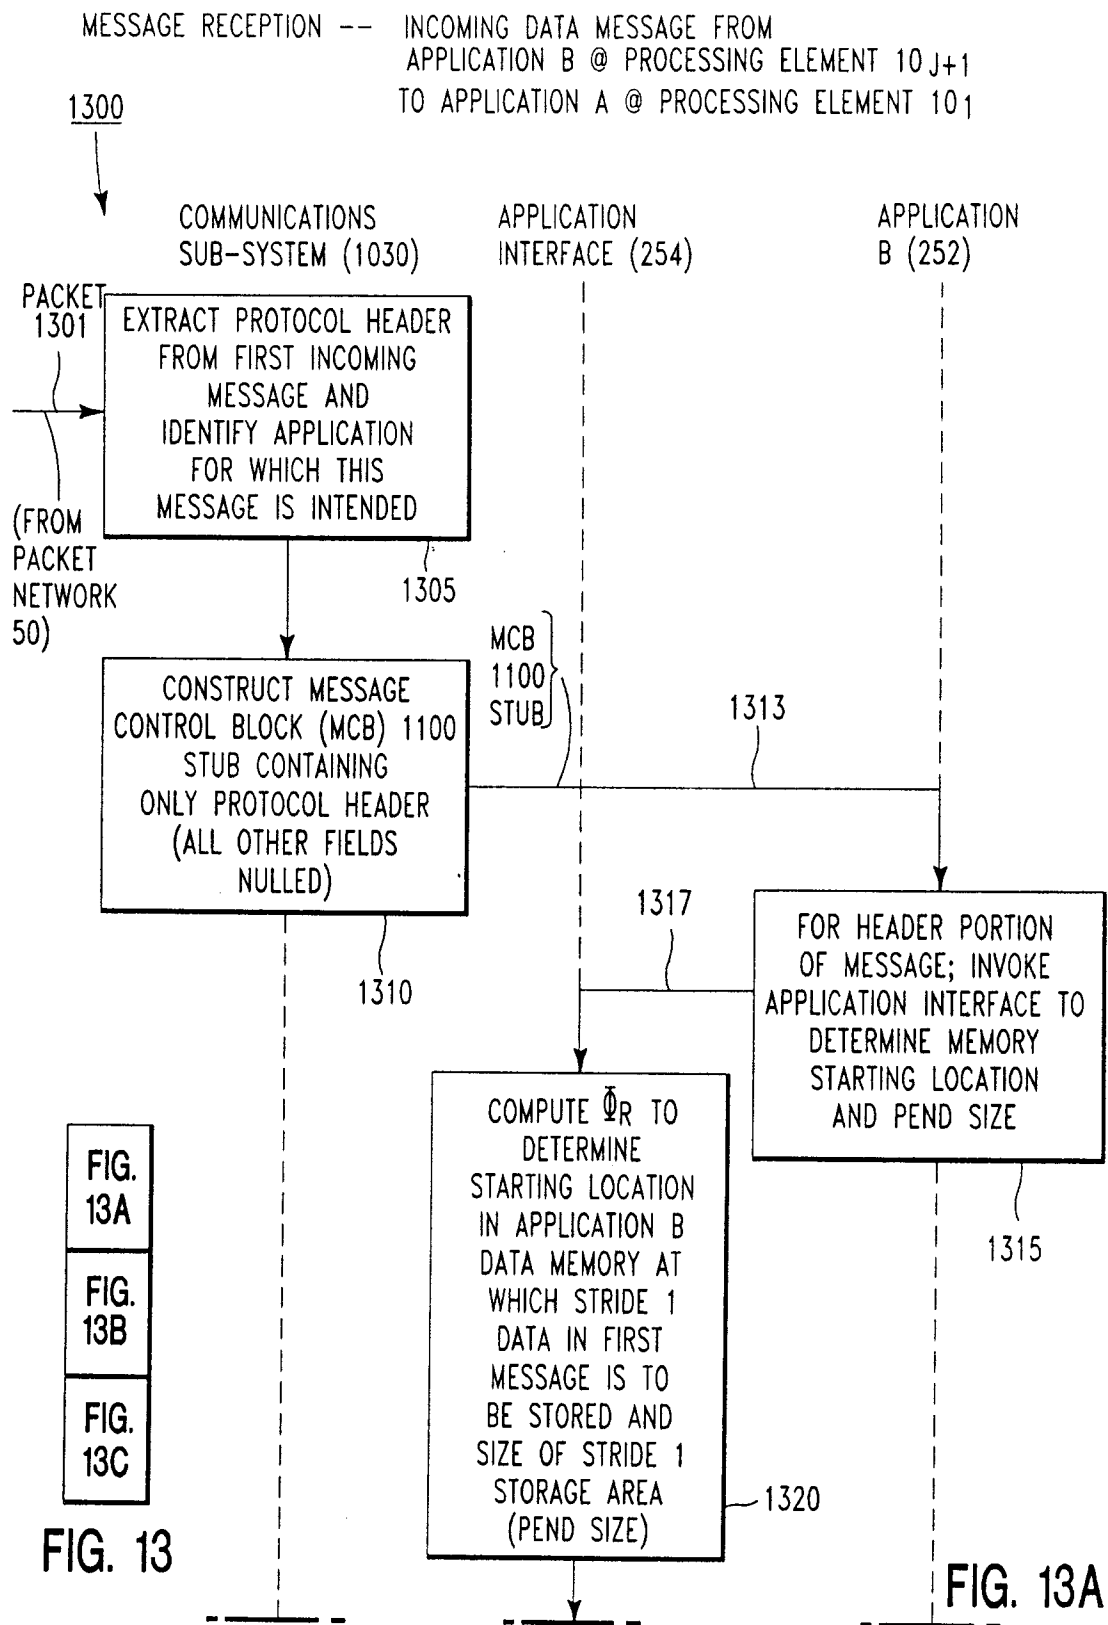 MESSAGE RECEPTION -- INCOMING DATA MESSAGE FROM
APPLICATION B @ PROCESSING ELEMENT 10 J+1
TO APPLICATION A @ PROCESSING ELEMENT 10 1
1300
COMMUNICATIONS
SUB-SYSTEM (1030)
APPLICATION
INTERFACE (254)
APPLICATION
B (252)
PACKET
1301
(FROM
PACKET
NETWORK
50)
EXTRACT PROTOCOL HEADER
FROM FIRST INCOMING
MESSAGE AND
IDENTIFY APPLICATION
FOR WHICH THIS
MESSAGE IS INTENDED
1305
CONSTRUCT MESSAGE
CONTROL BLOCK (MCB) 1100
STUB CONTAINING
ONLY PROTOCOL HEADER
(ALL OTHER FIELDS
NULLED)
1310
MCB
1100
STUB
1313
1317
FOR HEADER PORTION
OF MESSAGE; INVOKE
APPLICATION INTERFACE TO
DETERMINE MEMORY
STARTING LOCATION
AND PEND SIZE
1315
COMPUTE ΦR TO
DETERMINE
STARTING LOCATION
IN APPLICATION B
DATA MEMORY AT
WHICH STRIDE 1
DATA IN FIRST
MESSAGE IS TO
BE STORED AND
SIZE OF STRIDE 1
STORAGE AREA
(PEND SIZE)
1320
FIG.
13A
FIG.
13B
FIG.
13C
FIG. 13
FIG. 13A